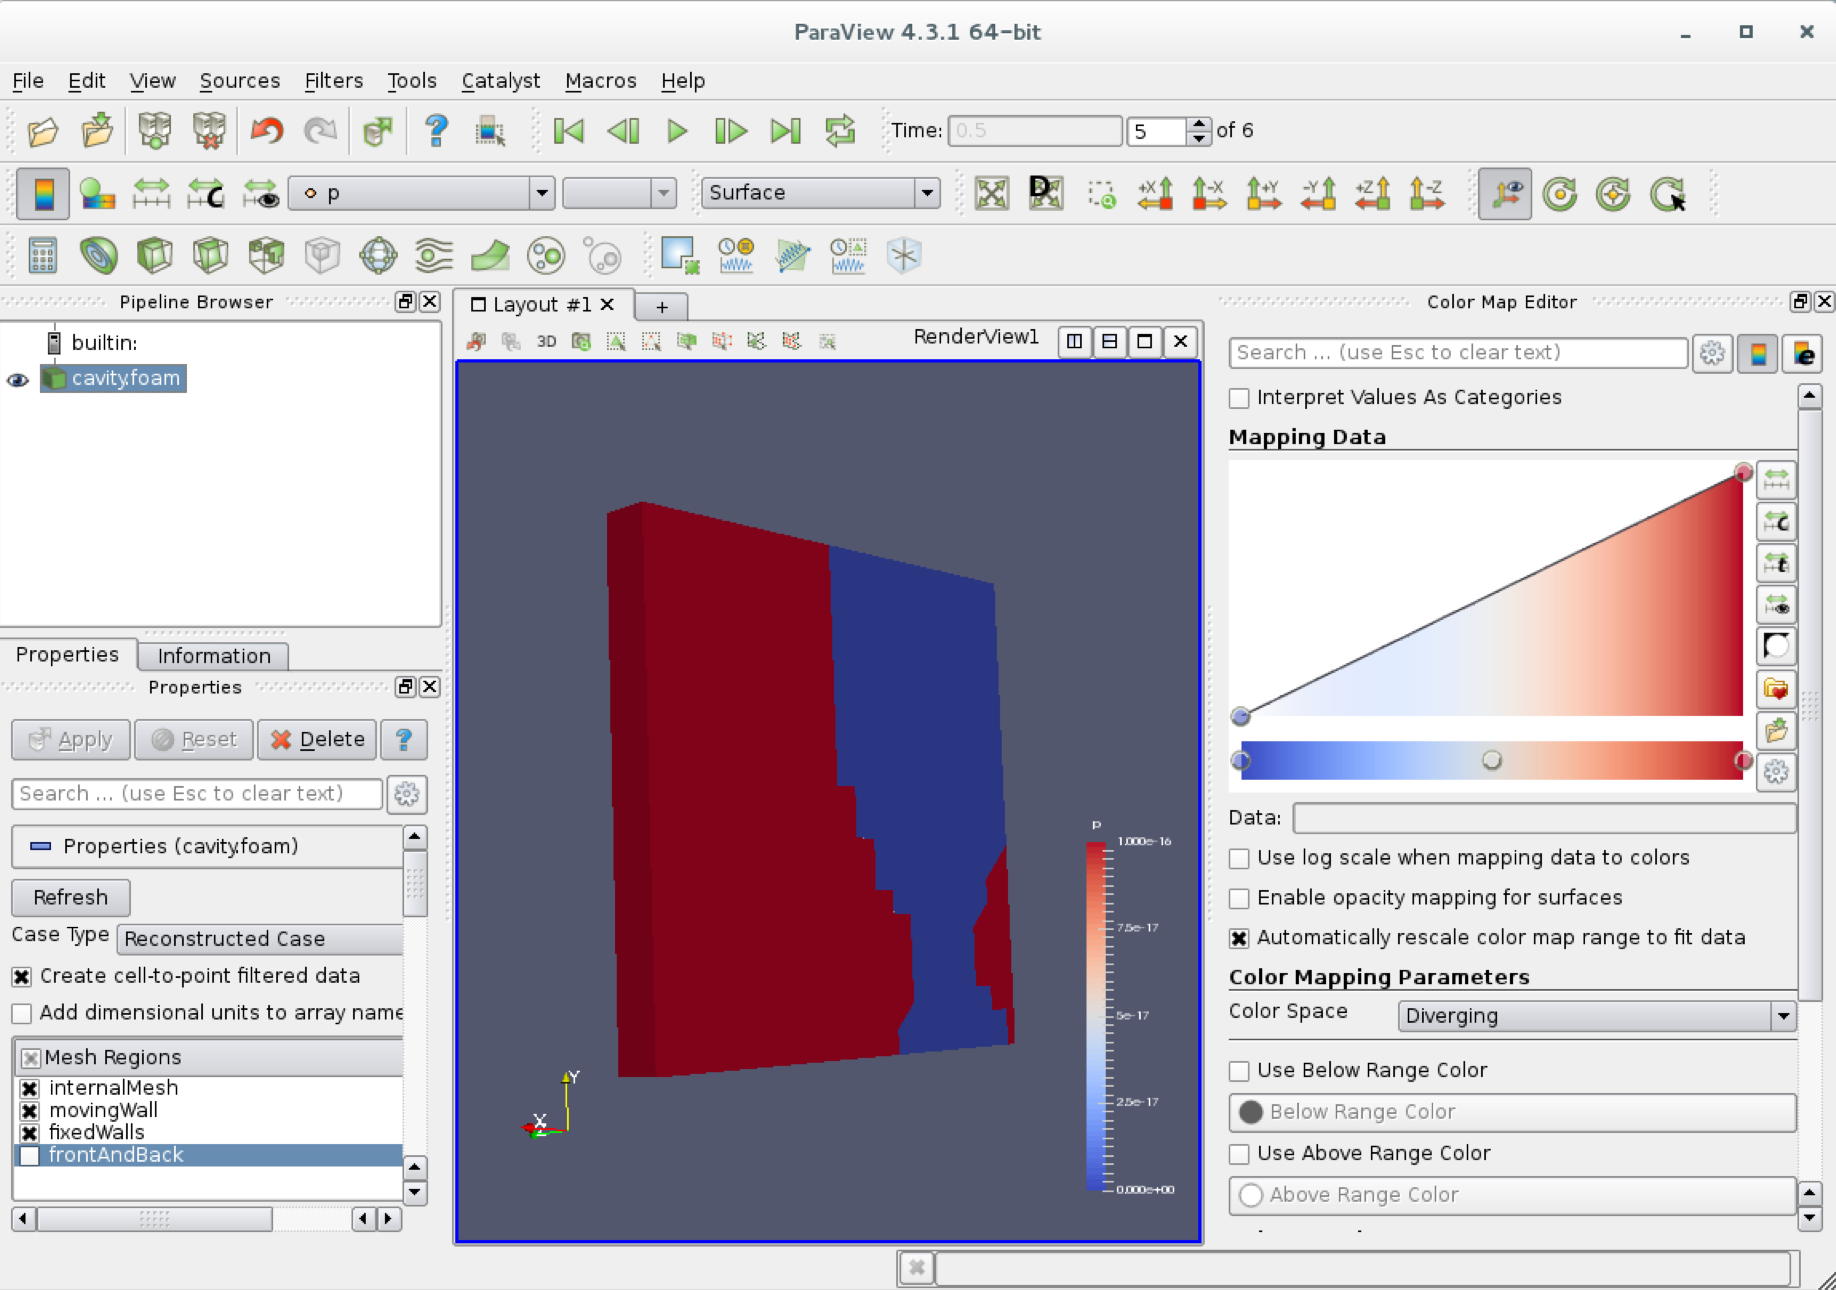 ParaView 4.3.1 64-bit
File Edit View Sources Filters Tools Catalyst Macros Help
Time: 0.5 5 of 6
p Surface
+X -X +Y -Y +Z -Z
Pipeline Browser
builtin:
cavity.foam
Layout #1
3D
RenderView1
Properties Information
Properties
Apply Reset Delete ?
Search ... (use Esc to clear text)
Properties (cavity.foam)
Refresh
Case Type Reconstructed Case
Create cell-to-point filtered data
Add dimensional units to array name
Mesh Regions
internalMesh
movingWall
fixedWalls
frontAndBack
Y
X
Z
p
1.000e-16
7.5e-17
5e-17
2.5e-17
0.000e+00
Color Map Editor
Search ... (use Esc to clear text)
Interpret Values As Categories
Mapping Data
Data:
Use log scale when mapping data to colors
Enable opacity mapping for surfaces
Automatically rescale color map range to fit data
Color Mapping Parameters
Color Space Diverging
Use Below Range Color
Below Range Color
Use Above Range Color
Above Range Color